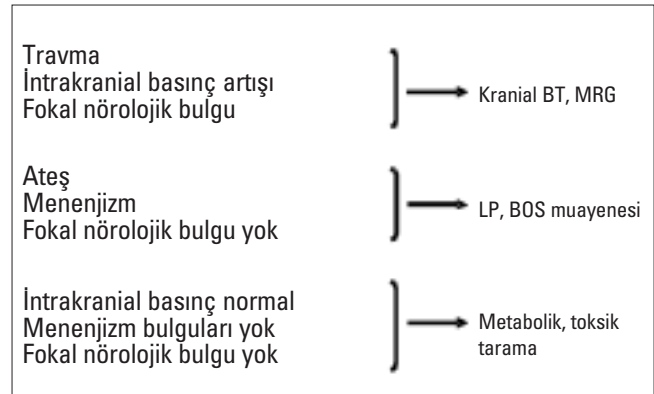 Travma
İntrakranial basınç artışı
Fokal nörolojik bulgu
Kranial BT, MRG
Ateş
Menenjizm
Fokal nörolojik bulgu yok
LP, BOS muayenesi
İntrakranial basınç normal
Menenjizm bulguları yok
Fokal nörolojik bulgu yok
Metabolik, toksik
tarama